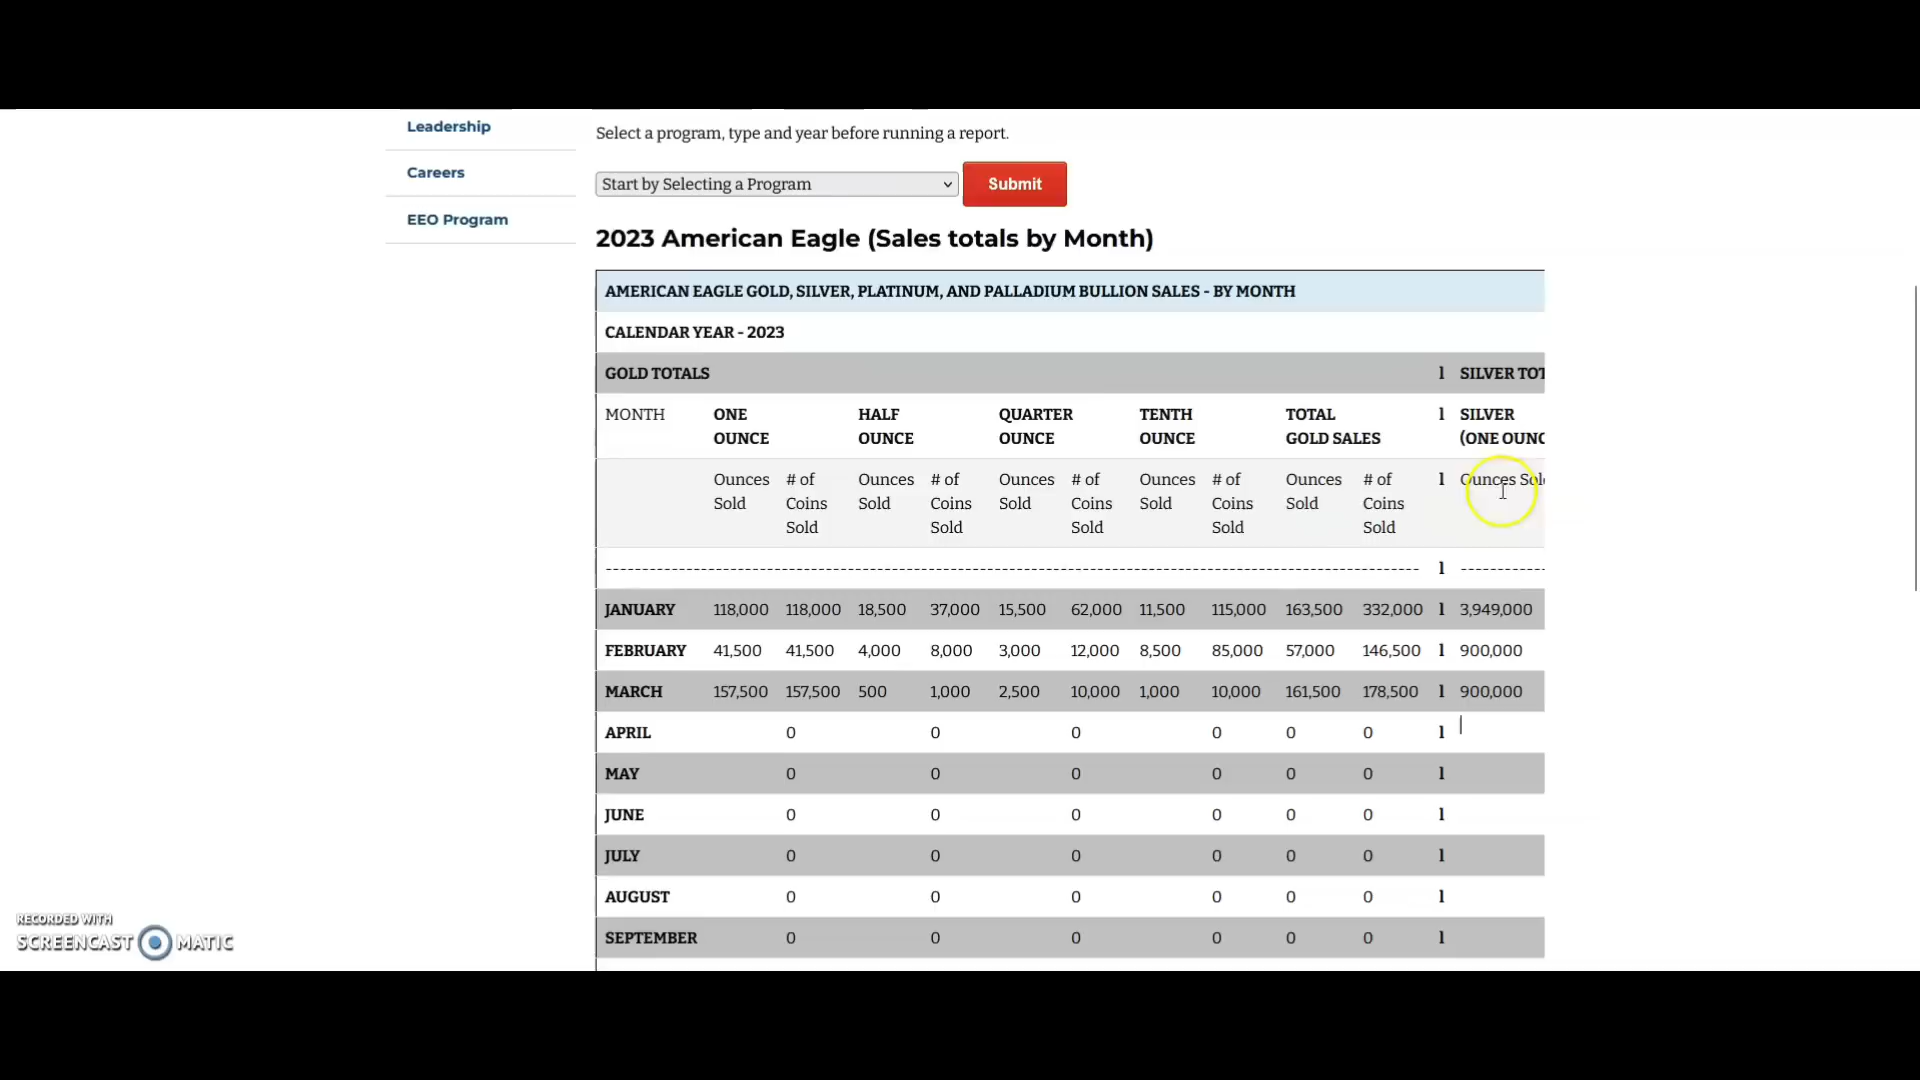 Leadership
Careers
EEO Program
Select a program, type and year before running a report.
Start by Selecting a Program Submit
2023 American Eagle (Sales totals by Month)
AMERICAN EAGLE GOLD, SILVER, PLATINUM, AND PALLADIUM BULLION SALES - BY MONTH
CALENDAR YEAR - 2023
GOLD TOTALS l SILVER TOT
MONTH ONE HALF QUARTER TENTH TOTAL l SILVER
OUNCE OUNCE OUNCE OUNCE GOLD SALES (ONE OUNC
Ounces # of Ounces # of Ounces # of Ounces # of Ounces # of l Ounces Sol
Sold Coins Sold Coins Sold Coins Sold Coins Sold Coins
Sold Sold Sold Sold Sold
---------------------------------------------------------------------------------------------------- l -----------
JANUARY 118,000 118,000 18,500 37,000 15,500 62,000 11,500 115,000 163,500 332,000 l 3,949,000
FEBRUARY 41,500 41,500 4,000 8,000 3,000 12,000 8,500 85,000 57,000 146,500 l 900,000
MARCH 157,500 157,500 500 1,000 2,500 10,000 1,000 10,000 161,500 178,500 l 900,000
APRIL 0 0 0 0 0 0 l
MAY 0 0 0 0 0 0 l
JUNE 0 0 0 0 0 0 l
JULY 0 0 0 0 0 0 l
AUGUST 0 0 0 0 0 0 l
SEPTEMBER 0 0 0 0 0 0 l
RECORDED WITH
SCREENCAST MATIC